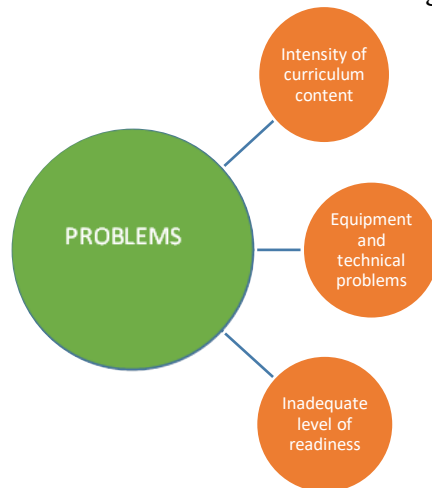 Intensity of
curriculum
content
PROBLEMS
Equipment
and
technical
problems
Inadequate
level of
readiness